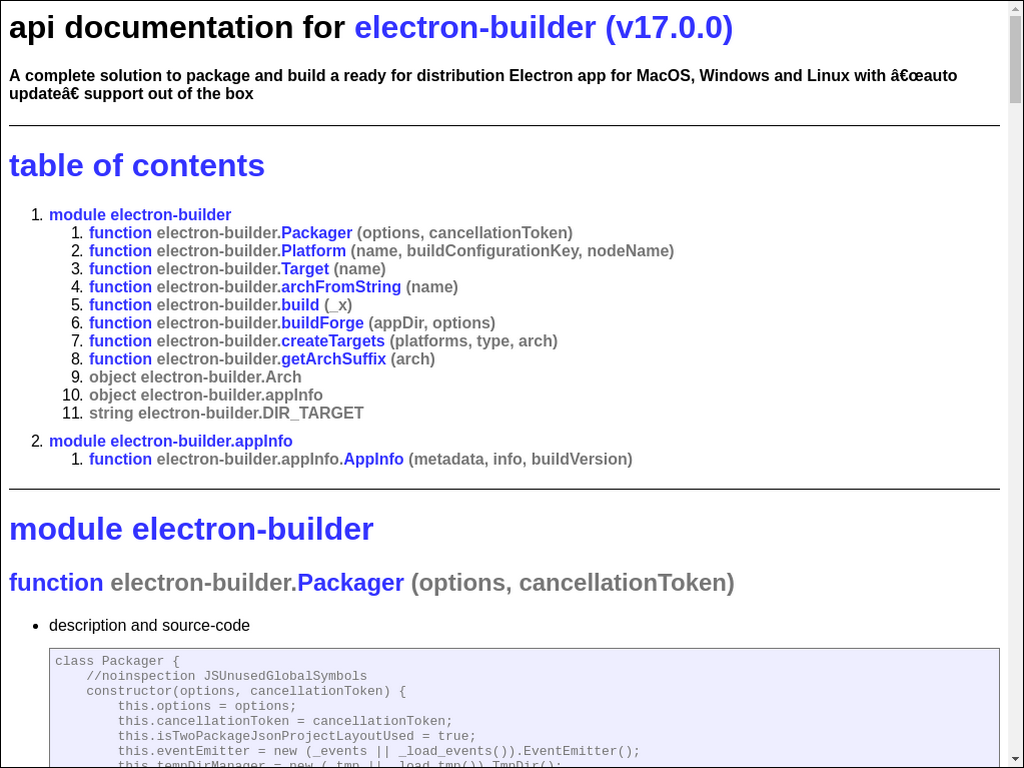 api documentation for electron-builder (v17.0.0)
A complete solution to package and build a ready for distribution Electron app for MacOS, Windows and Linux with â€œauto
updateâ€ support out of the box
table of contents
1. module electron-builder
1. function electron-builder.Packager (options, cancellationToken)
2. function electron-builder.Platform (name, buildConfigurationKey, nodeName)
3. function electron-builder.Target (name)
4. function electron-builder.archFromString (name)
5. function electron-builder.build (_x)
6. function electron-builder.buildForge (appDir, options)
7. function electron-builder.createTargets (platforms, type, arch)
8. function electron-builder.getArchSuffix (arch)
9. object electron-builder.Arch
10. object electron-builder.appInfo
11. string electron-builder.DIR_TARGET
2. module electron-builder.appInfo
1. function electron-builder.appInfo.AppInfo (metadata, info, buildVersion)
module electron-builder
function electron-builder.Packager (options, cancellationToken)
• description and source-code
class Packager {
//noinspection JSUnusedGlobalSymbols
constructor(options, cancellationToken) {
this.options = options;
this.cancellationToken = cancellationToken;
this.isTwoPackageJsonProjectLayoutUsed = true;
this.eventEmitter = new (_events || _load_events()).EventEmitter();
this.tempDirManager = new (_tmp || _load_tmp()).TmpDir();